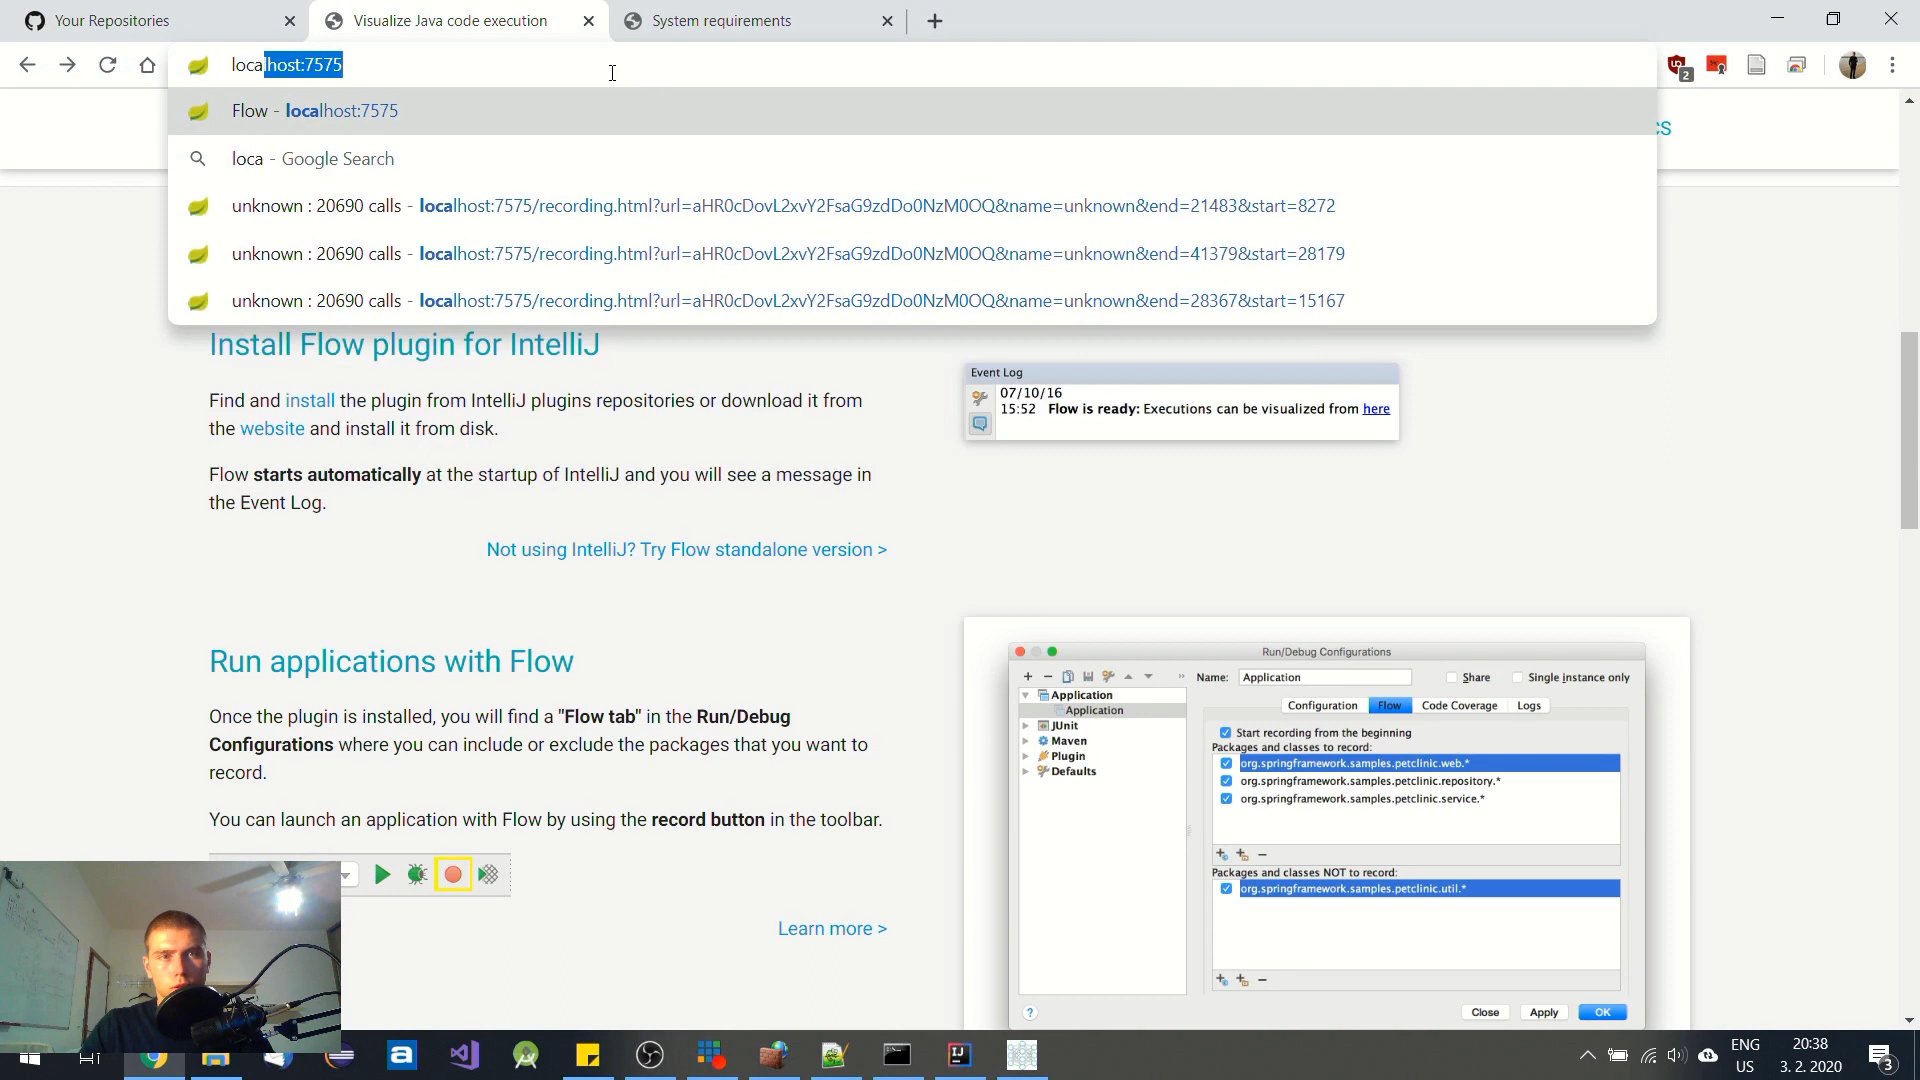 Your Repositories
Visualize Java code execution
System requirements
localhost:7575
2
Flow - localhost:7575
loca - Google Search
unknown : 20690 calls - localhost:7575/recording.html?url=aHR0cDovL2xvY2FsaG9zdDo0NzM0OQ&name=unknown&end=21483&start=8272
unknown : 20690 calls - localhost:7575/recording.html?url=aHR0cDovL2xvY2FsaG9zdDo0NzM0OQ&name=unknown&end=41379&start=28179
unknown : 20690 calls - localhost:7575/recording.html?url=aHR0cDovL2xvY2FsaG9zdDo0NzM0OQ&name=unknown&end=28367&start=15167
Install Flow plugin for IntelliJ
Find and install the plugin from IntelliJ plugins repositories or download it from
the website and install it from disk.
Flow starts automatically at the startup of IntelliJ and you will see a message in
the Event Log.
Not using IntelliJ? Try Flow standalone version >
Event Log
07/10/16
15:52 Flow is ready: Executions can be visualized from here
Run applications with Flow
Once the plugin is installed, you will find a "Flow tab" in the Run/Debug
Configurations where you can include or exclude the packages that you want to
record.
You can launch an application with Flow by using the record button in the toolbar.
Learn more >
Run/Debug Configurations
Name: Application
Share
Single instance only
Application
Application
JUnit
Maven
Plugin
Defaults
Configuration
Flow
Code Coverage
Logs
Start recording from the beginning
Packages and classes to record:
org.springframework.samples.petclinic.web.*
org.springframework.samples.petclinic.repository.*
org.springframework.samples.petclinic.service.*
Packages and classes NOT to record:
org.springframework.samples.petclinic.util.*
?
Close
Apply
OK
ENG
US
20:38
3. 2. 2020
3